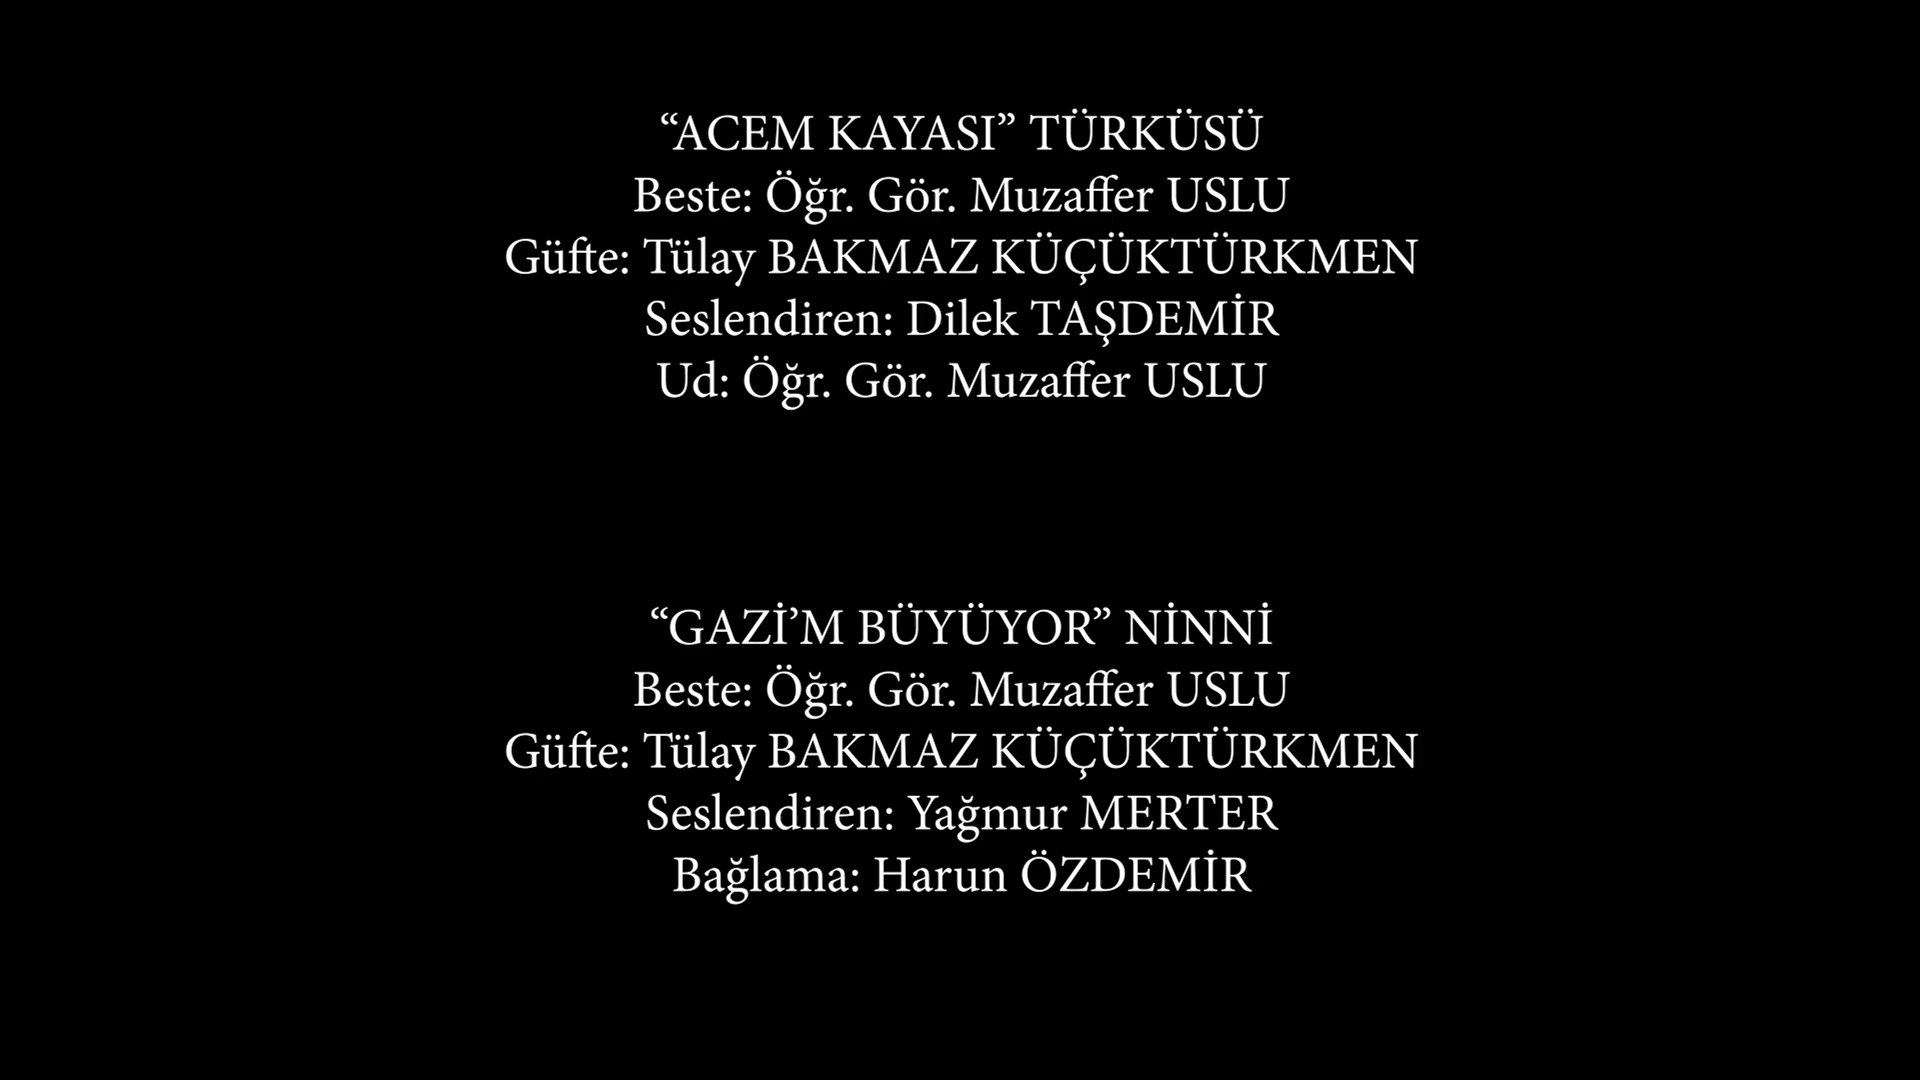 “ACEM KAYASI” TÜRKÜSÜ
Beste: Öğr. Gör. Muzaffer USLU
Güfte: Tülay BAKMAZ KÜÇÜKTÜRKMEN
Seslendiren: Dilek TAŞDEMİR
Ud: Öğr. Gör. Muzaffer USLU
“GAZİ’M BÜYÜYOR” NİNNİ
Beste: Öğr. Gör. Muzaffer USLU
Güfte: Tülay BAKMAZ KÜÇÜKTÜRKMEN
Seslendiren: Yağmur MERTER
Bağlama: Harun ÖZDEMİR